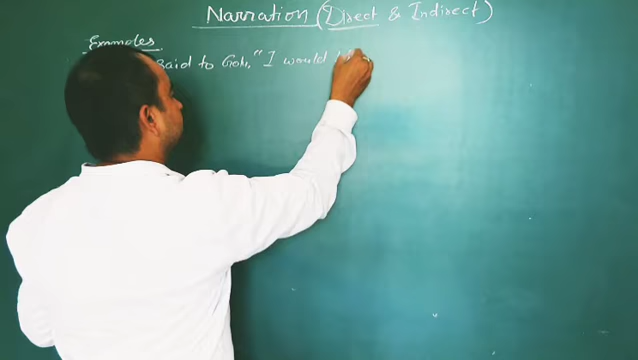 Narration (Direct & Indirect)
Examples
said to Gopi, "I would